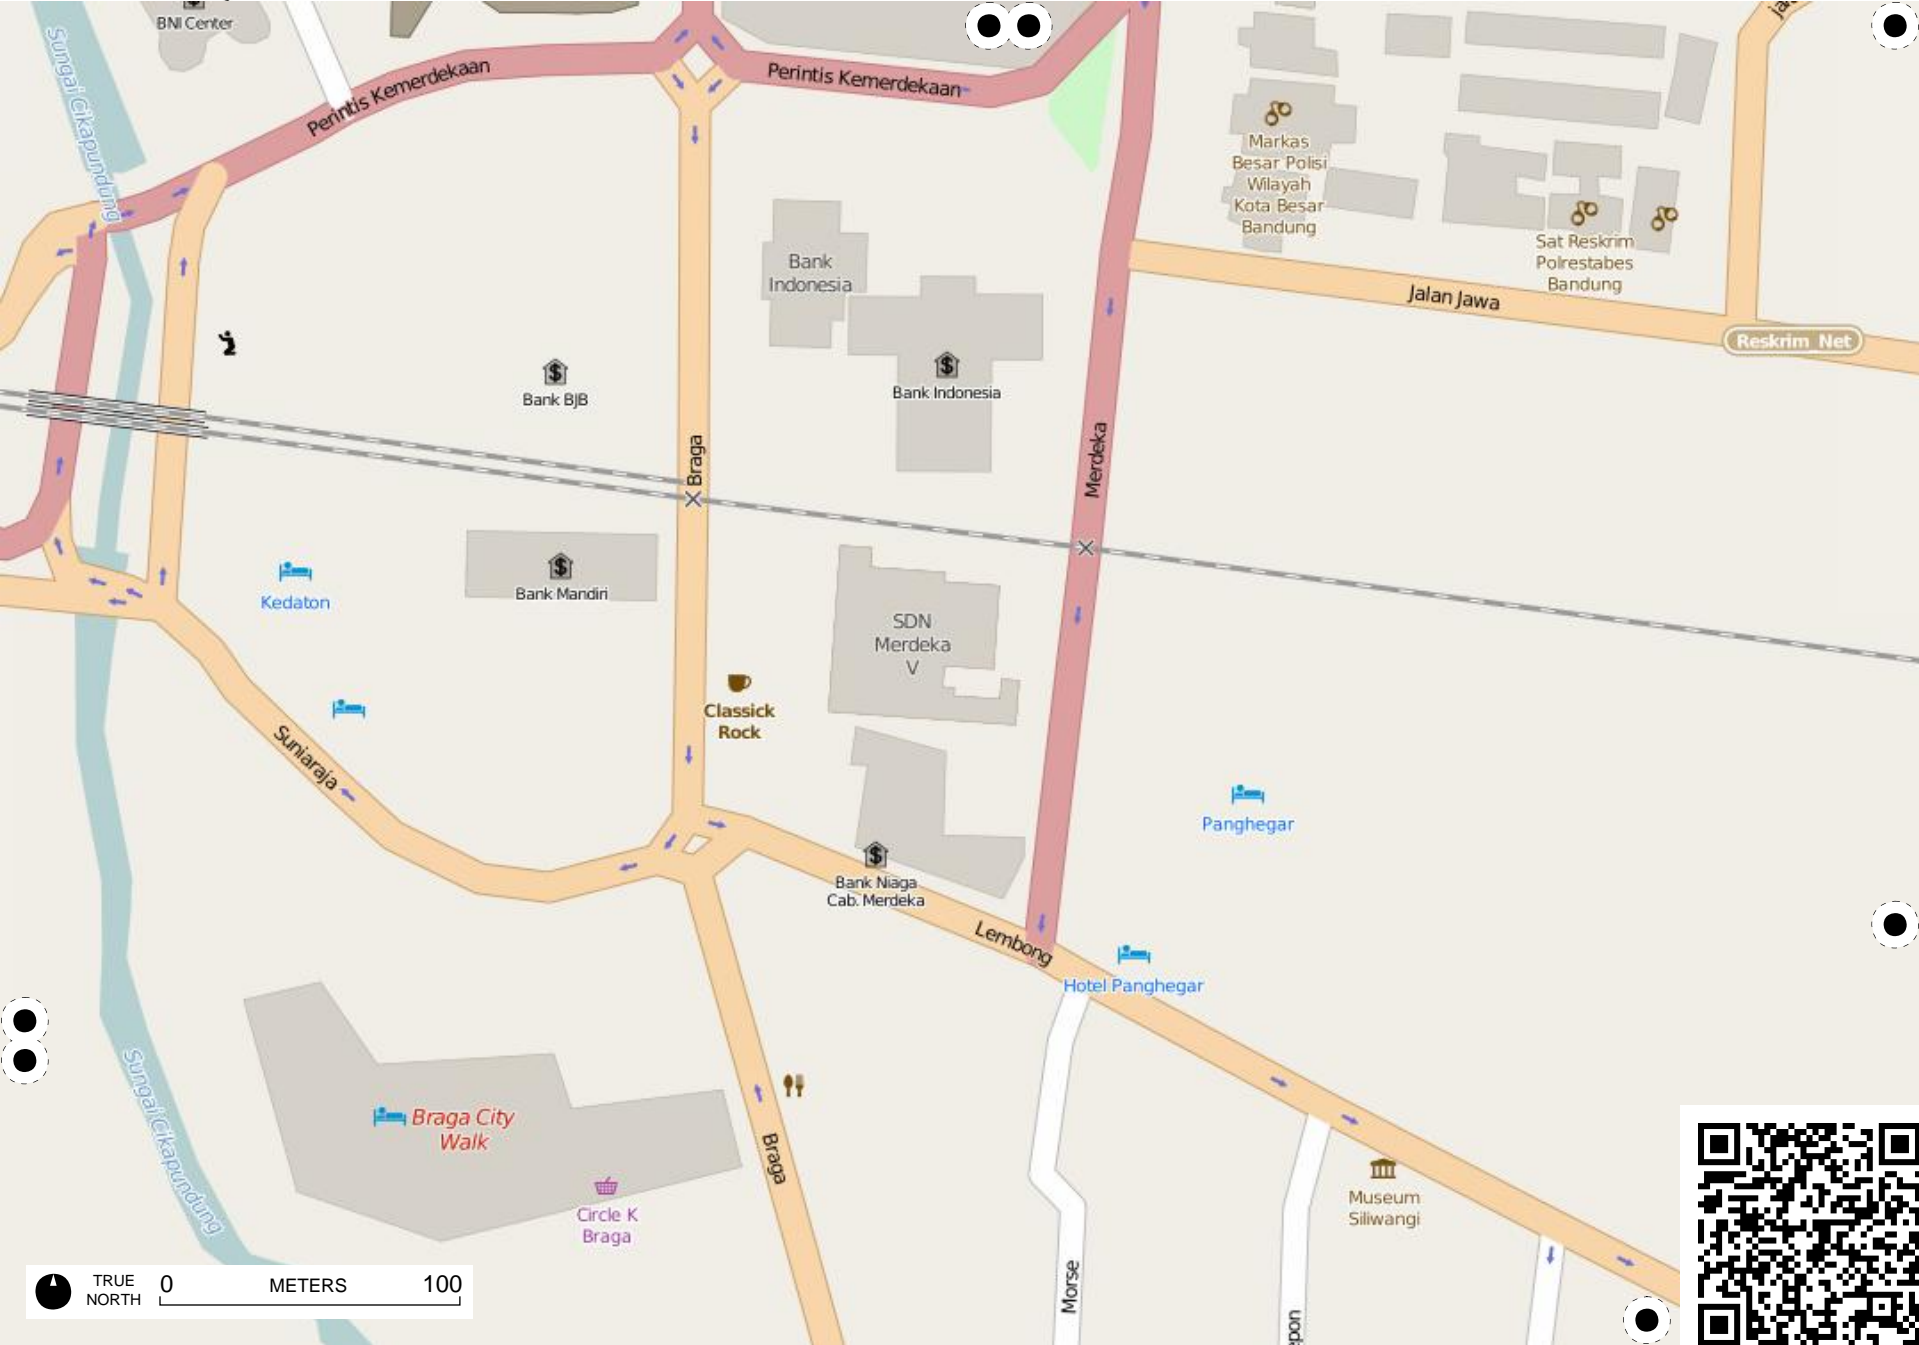 BNI Center
Sungai Cikapundung
Perintis Kemerdekaan
Perintis Kemerdekaan
Markas
Besar Polisi
Wilayah
Kota Besar
Bandung
Sat Reskrim
Polrestabes
Bandung
Jalan Jawa
Reskrim_Net
Bank
Indonesia
Bank Indonesia
Bank BJB
Braga
Merdeka
Bank Mandiri
Kedaton
SDN
Merdeka
V
Classick
Rock
Suniaraja
Panghegar
Bank Niaga
Cab. Merdeka
Lembong
Hotel Panghegar
Sungai Cikapundung
Braga City
Walk
Braga
Circle K
Braga
Museum
Siliwangi
Morse
TRUE
NORTH
0 METERS 100